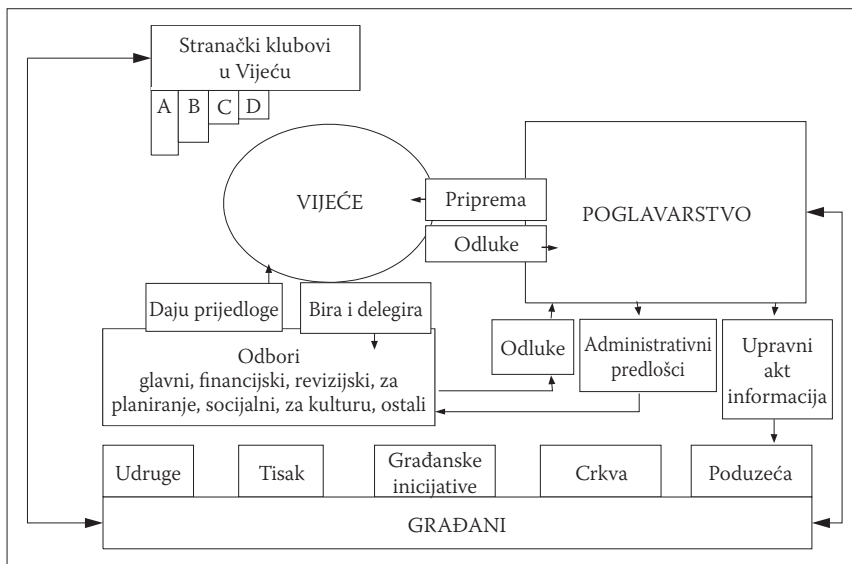 Stranački klubovi
u Vijeću
A
B
C
D
VIJEĆE
Priprema
Odluke
POGLAVARSTVO
Daju prijedloge
Bira i delegira
Odbori
glavni, financijski, revizijski, za
planiranje, socijalni, za kulturu, ostali
Odluke
Administrativni
predlošci
Upravni
akt
informacija
Udruge
Tisak
Građanske
inicijative
Crkva
Poduzeća
GRAĐANI